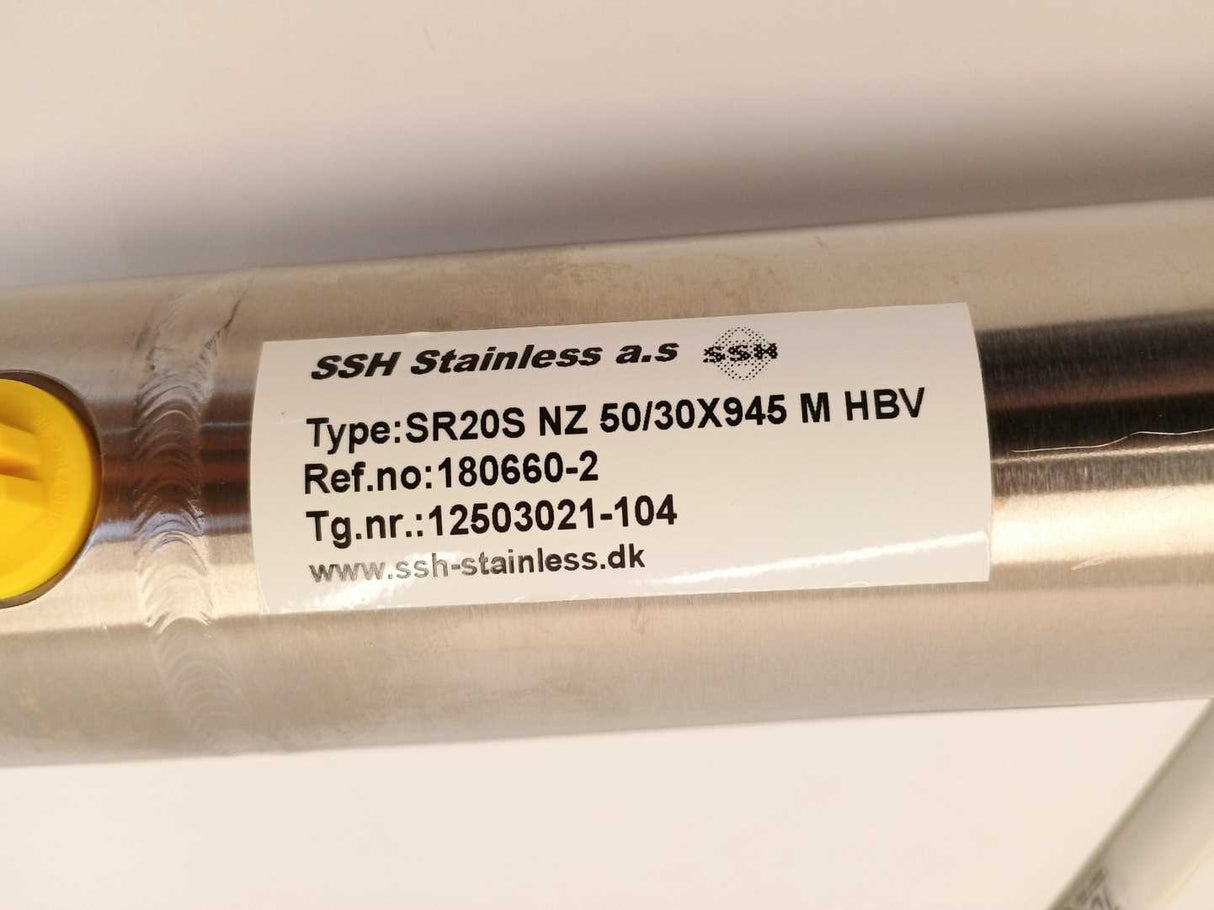 SSH Stainless a.s SSH
Type:SR20S NZ 50/30X945 M HBV
Ref.no:180660-2
Tg.nr.:12503021-104
www.ssh-stainless.dk